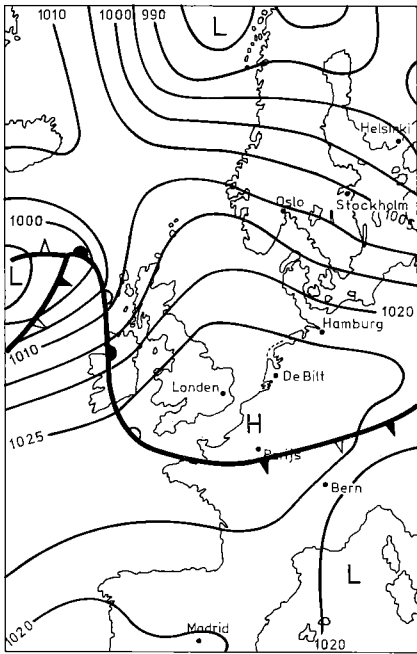 1010
1000
990
L
Helsinki
Stockholm
Oslo
1005
1000
L
1020
1010
Hamburg
De Bilt
Londen
1025
H
Parijs
Bern
L
1020
Madrid
1020